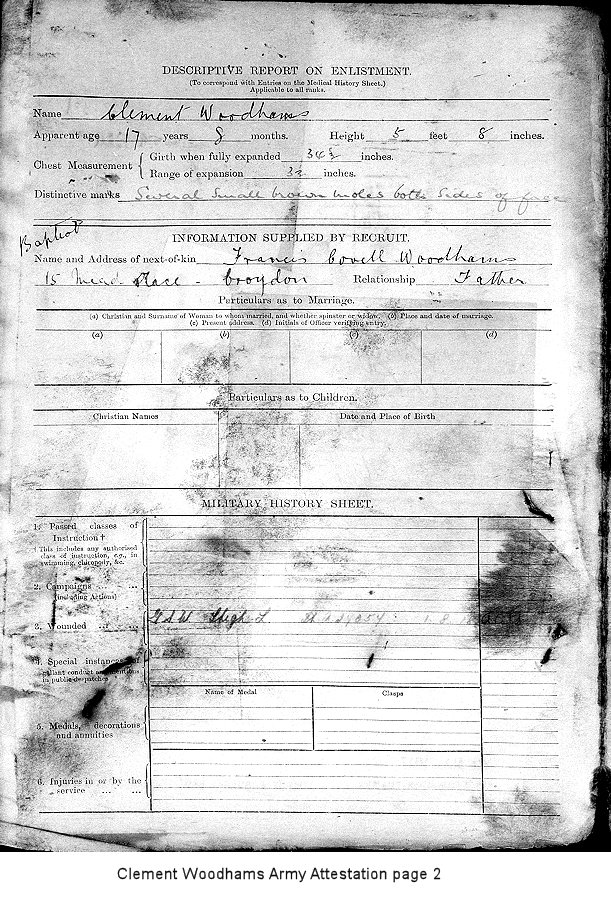 DESCRIPTIVE REPORT ON ENLISTMENT.
(To correspond with Entries on the Medical History Sheet.)
Applicable to all ranks.
Name Clement Woodhams
Apparent age 17 years 8 months. Height 5 feet 8 inches.
Chest Measurement { Girth when fully expanded 34½ inches.
Range of expansion inches.
Distinctive marks Several small brown moles both sides of face
Baptist
INFORMATION SUPPLIED BY RECRUIT.
Name and Address of next-of-kin Francis Covell Woodhams
15 Mead Place - Croydon Relationship Father
Particulars as to Marriage.
(a) Christian and Surname of Woman to whom married, and whether spinster or widow. (b) Place and date of marriage.
(c) Present address. (d) Initials of Officer verifying entry.
(a) (b) (c) (d)
Particulars as to Children.
Christian Names Date and Place of Birth
MILITARY HISTORY SHEET.
1. Passed classes of
Instruction †
(This includes any authorised
class of instruction, e.g., in
swimming, chiropody, &c.
2. Campaigns ...
(including Actions)
3. Wounded ... ... GSW thigh L
4. Special instances of
gallant conduct and mentions
in public despatches
Name of Medal Clasps
5. Medals, decorations
and annuities
6. Injuries in or by the
service ... ...
Clement Woodhams Army Attestation page 2